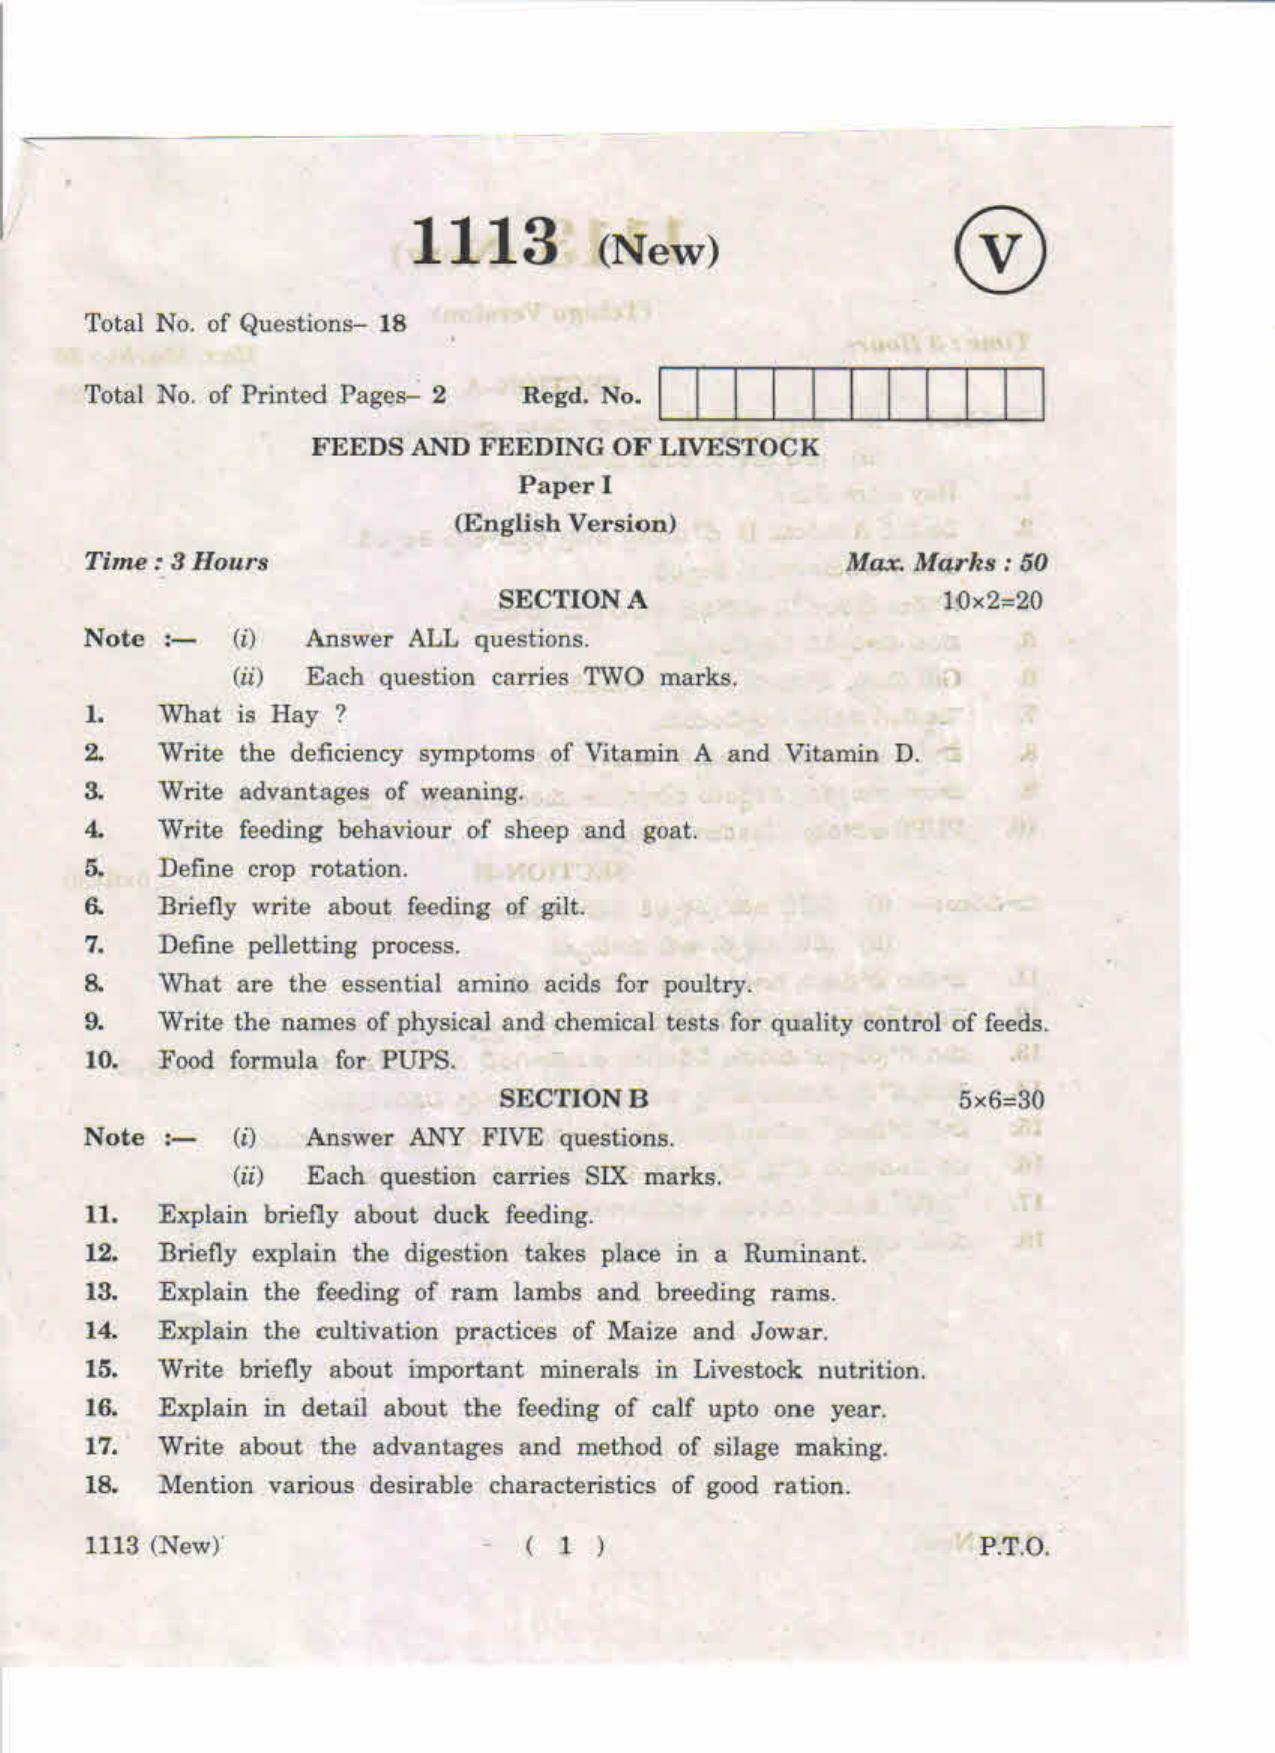 1113 (New)
V
Total No. of Questions– 18
Total No. of Printed Pages– 2 Regd. No.
FEEDS AND FEEDING OF LIVESTOCK
Paper I
(English Version)
Time : 3 Hours Max. Marks : 50
SECTION A 10×2=20
Note :— (i) Answer ALL questions.
(ii) Each question carries TWO marks.
1. What is Hay ?
2. Write the deficiency symptoms of Vitamin A and Vitamin D.
3. Write advantages of weaning.
4. Write feeding behaviour of sheep and goat.
5. Define crop rotation.
6. Briefly write about feeding of gilt.
7. Define pelletting process.
8. What are the essential amino acids for poultry.
9. Write the names of physical and chemical tests for quality control of feeds.
10. Food formula for PUPS.
SECTION B 5×6=30
Note :— (i) Answer ANY FIVE questions.
(ii) Each question carries SIX marks.
11. Explain briefly about duck feeding.
12. Briefly explain the digestion takes place in a Ruminant.
13. Explain the feeding of ram lambs and breeding rams.
14. Explain the cultivation practices of Maize and Jowar.
15. Write briefly about important minerals in Livestock nutrition.
16. Explain in detail about the feeding of calf upto one year.
17. Write about the advantages and method of silage making.
18. Mention various desirable characteristics of good ration.
1113 (New) ( 1 ) P.T.O.